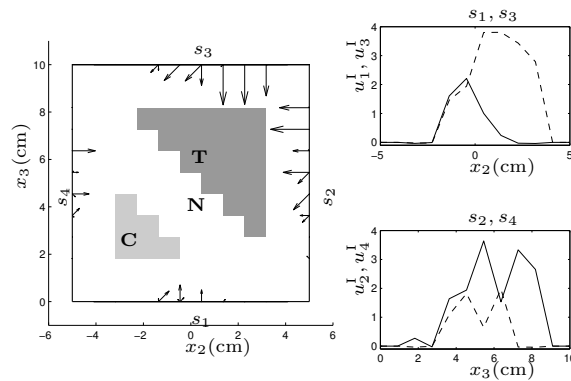 s₃
10
8
6
4
2
0
x₃(cm)
s₄
T
N
C
s₂
s₁
−6 −4 −2 0 2 4 6
x₂(cm)
s₁, s₃
u₁ᴵ, u₃ᴵ
4
3
2
1
0
−5 0 5
x₂(cm)
s₂, s₄
u₂ᴵ, u₄ᴵ
4
3
2
1
0
0 2 4 6 8 10
x₃(cm)